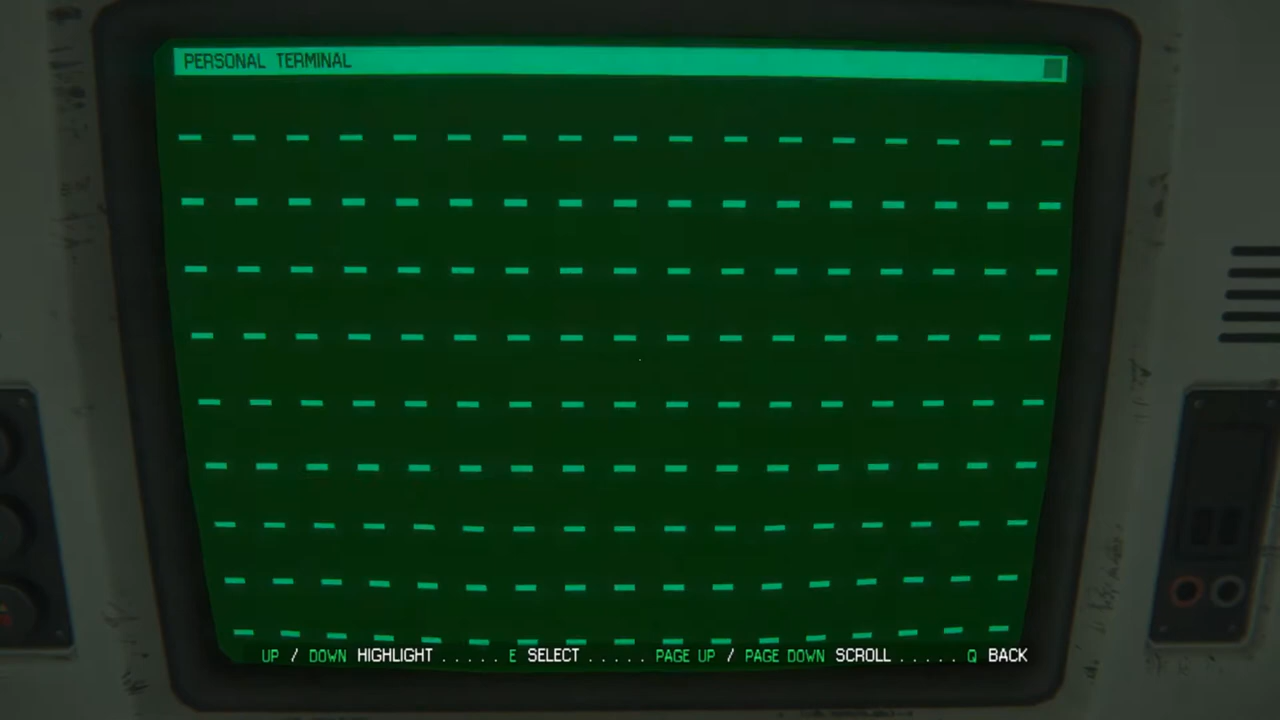 PERSONAL TERMINAL
UP / DOWN HIGHLIGHT ..... E SELECT ..... PAGE UP / PAGE DOWN SCROLL ..... Q BACK